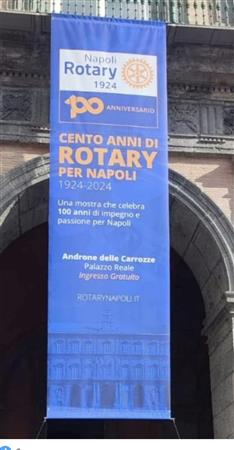 Napoli
Rotary
1924
100 ANNIVERSARIO
CENTO ANNI DI
ROTARY
PER NAPOLI
1924-2024
Una mostra che celebra
100 anni di impegno e
passione per Napoli
Androne delle Carrozze
Palazzo Reale
Ingresso Gratuito
ROTARYNAPOLI.IT